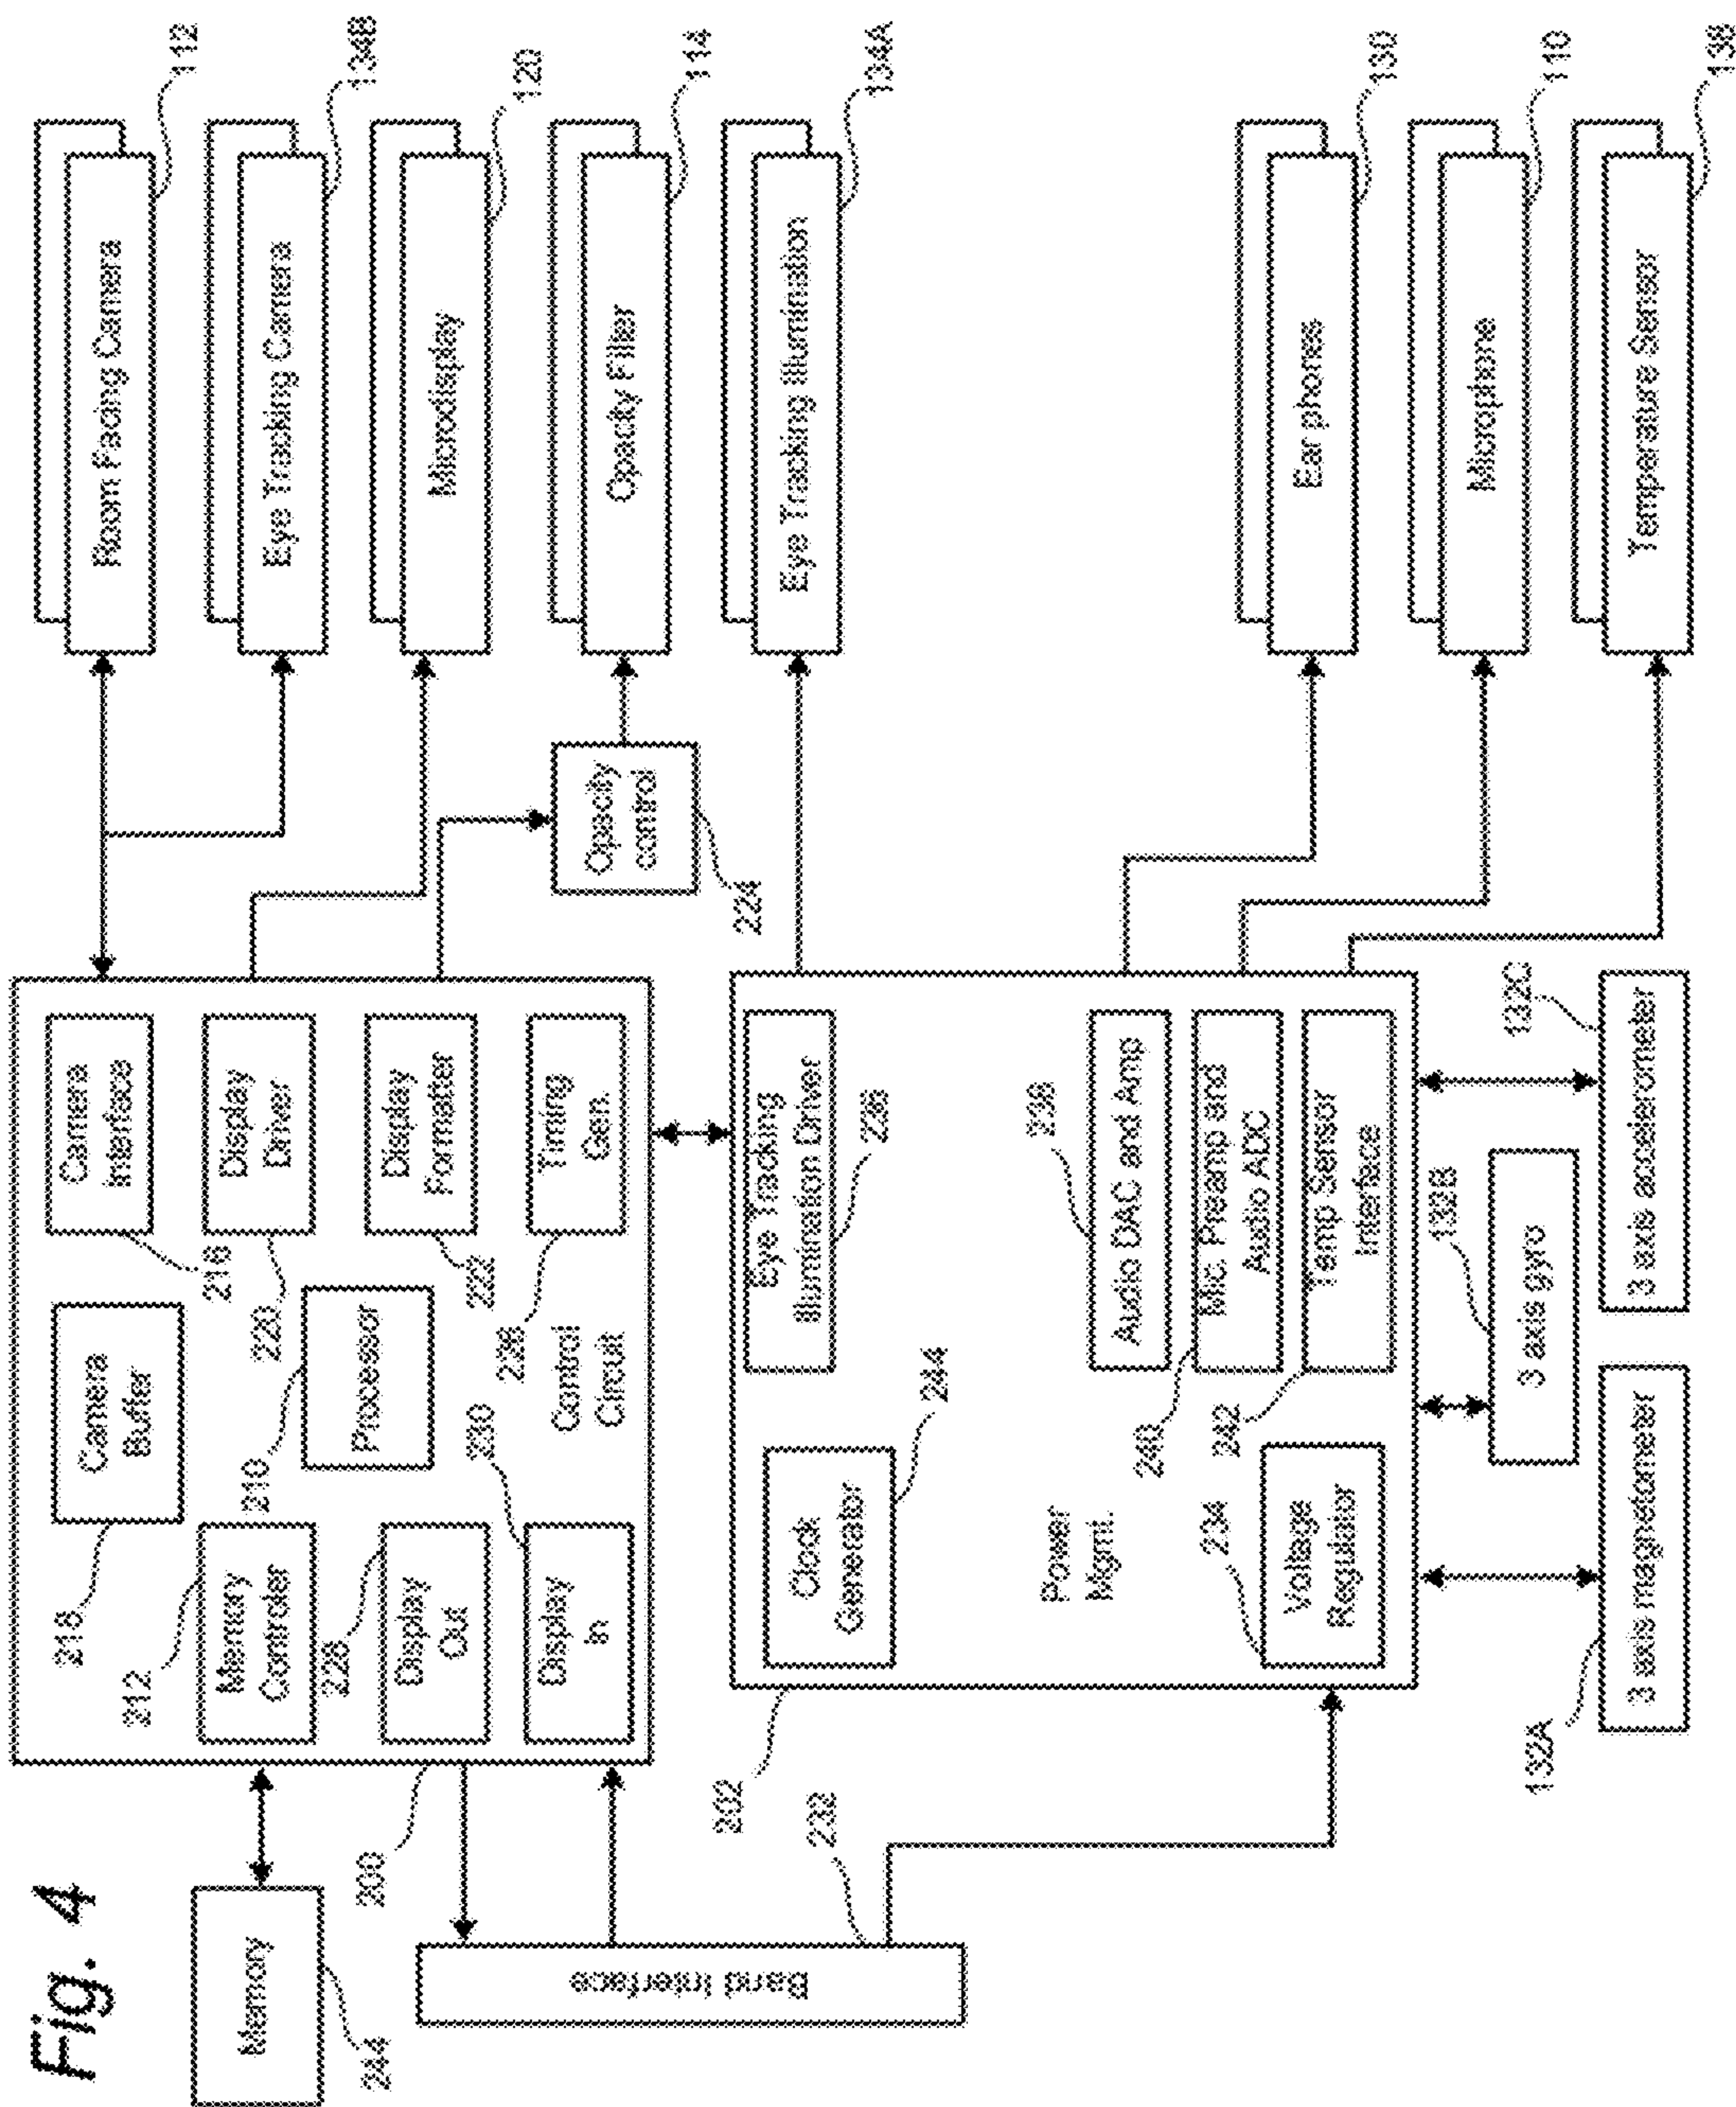 Fig. 4
Memory
244
Band Interface
232
200
Memory
Controller
212
Camera
Buffer
218
Camera
Interface
216
Processor
210
Display
Driver
220
Display
Out
228
Display
Formatter
222
Display
In
230
Control
Circuit
Timing
Gen.
226
Room Facing Camera
112
Eye Tracking Camera
134B
Microdisplay
120
Opacity
control
224
Opacity Filter
114
Eye Tracking Illumination
134A
202
Clock
Generator
244
Eye Tracking
Illumination Driver
236
Power
Mgmt.
Voltage
Regulator
234
Audio DAC and Amp
238
Mic. Preamp and
Audio ADC
240
Temp Sensor
Interface
242
Ear phones
130
Microphone
110
Temperature Sensor
138
3 axis magnetometer
132A
3 axis gyro
132B
3 axis accelerometer
132C